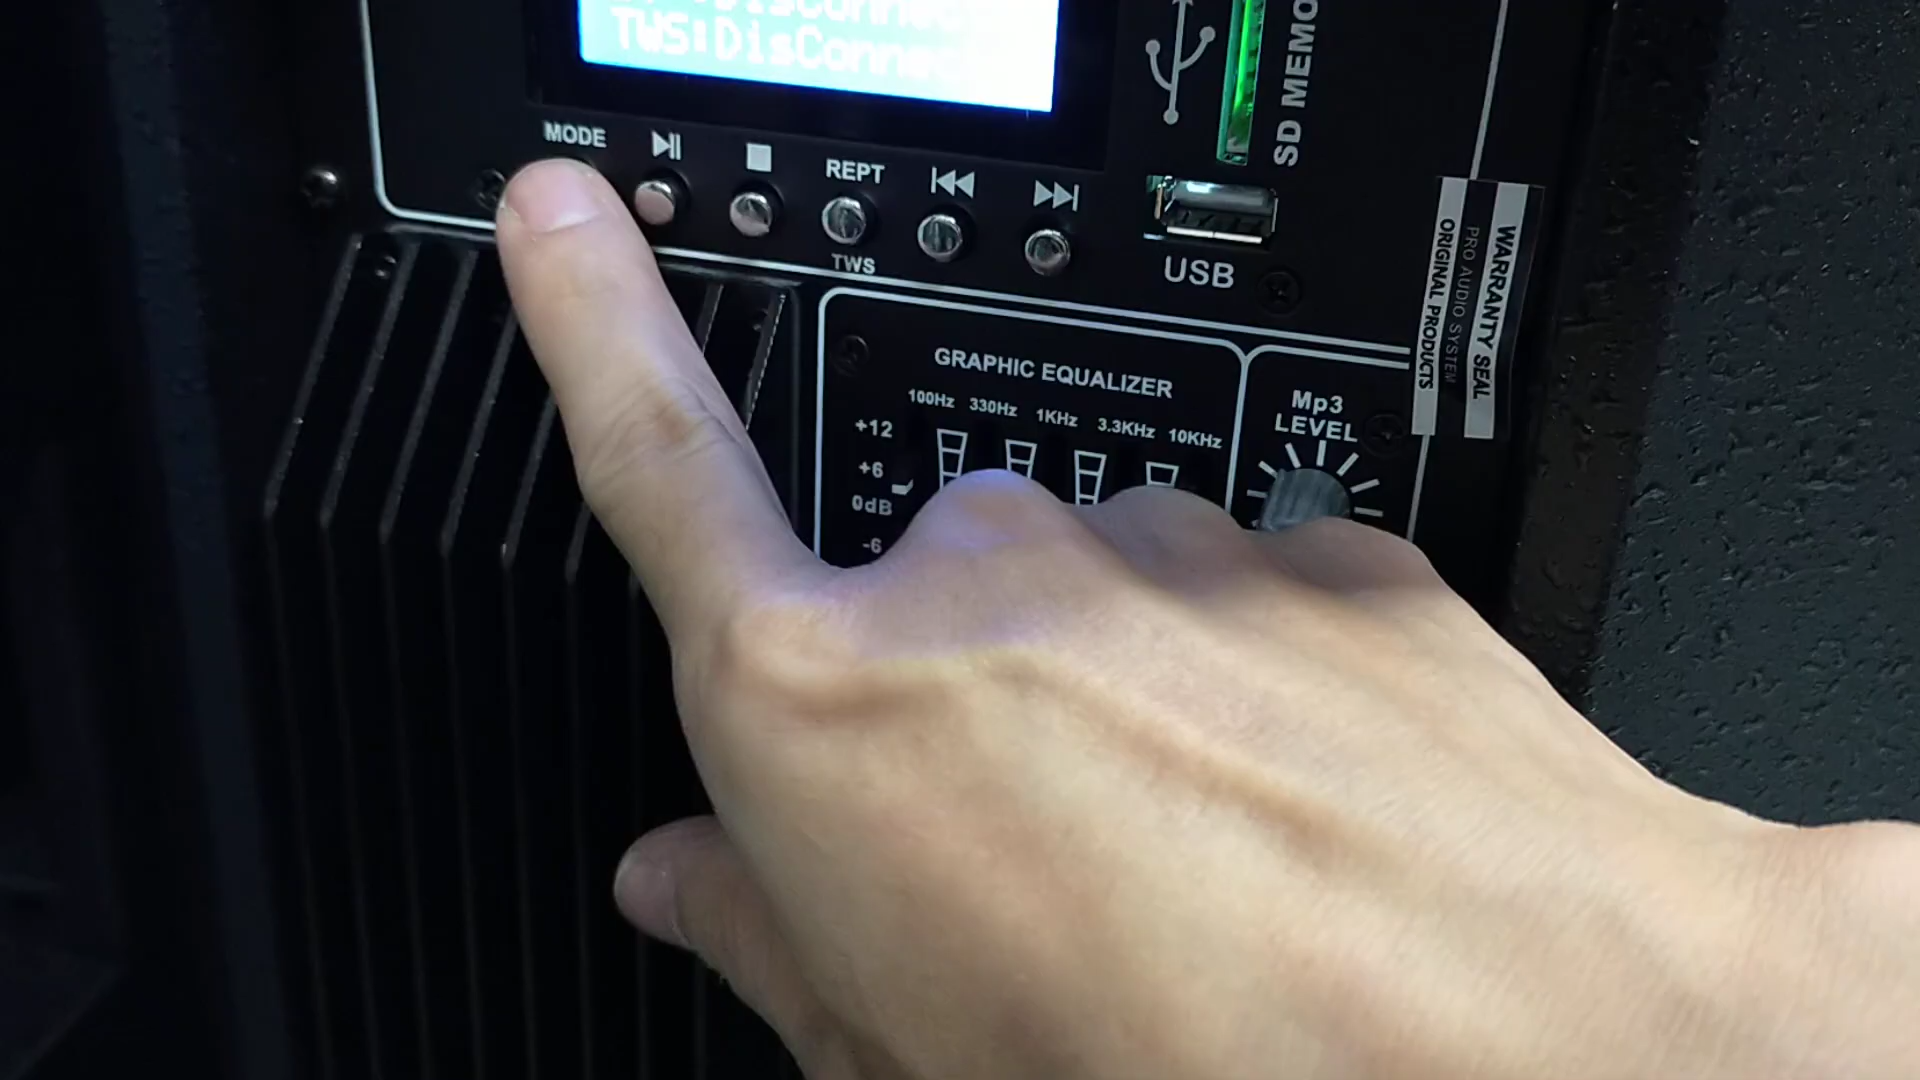 TWS:DisConnec
MODE
REPT
TWS
SD MEMO
USB
GRAPHIC EQUALIZER
100Hz 330Hz 1KHz 3.3KHz 10KHz
+12
+6
0dB
-6
Mp3
LEVEL
WARRANTY SEAL
PRO AUDIO SYSTEM
ORIGINAL PRODUCTS